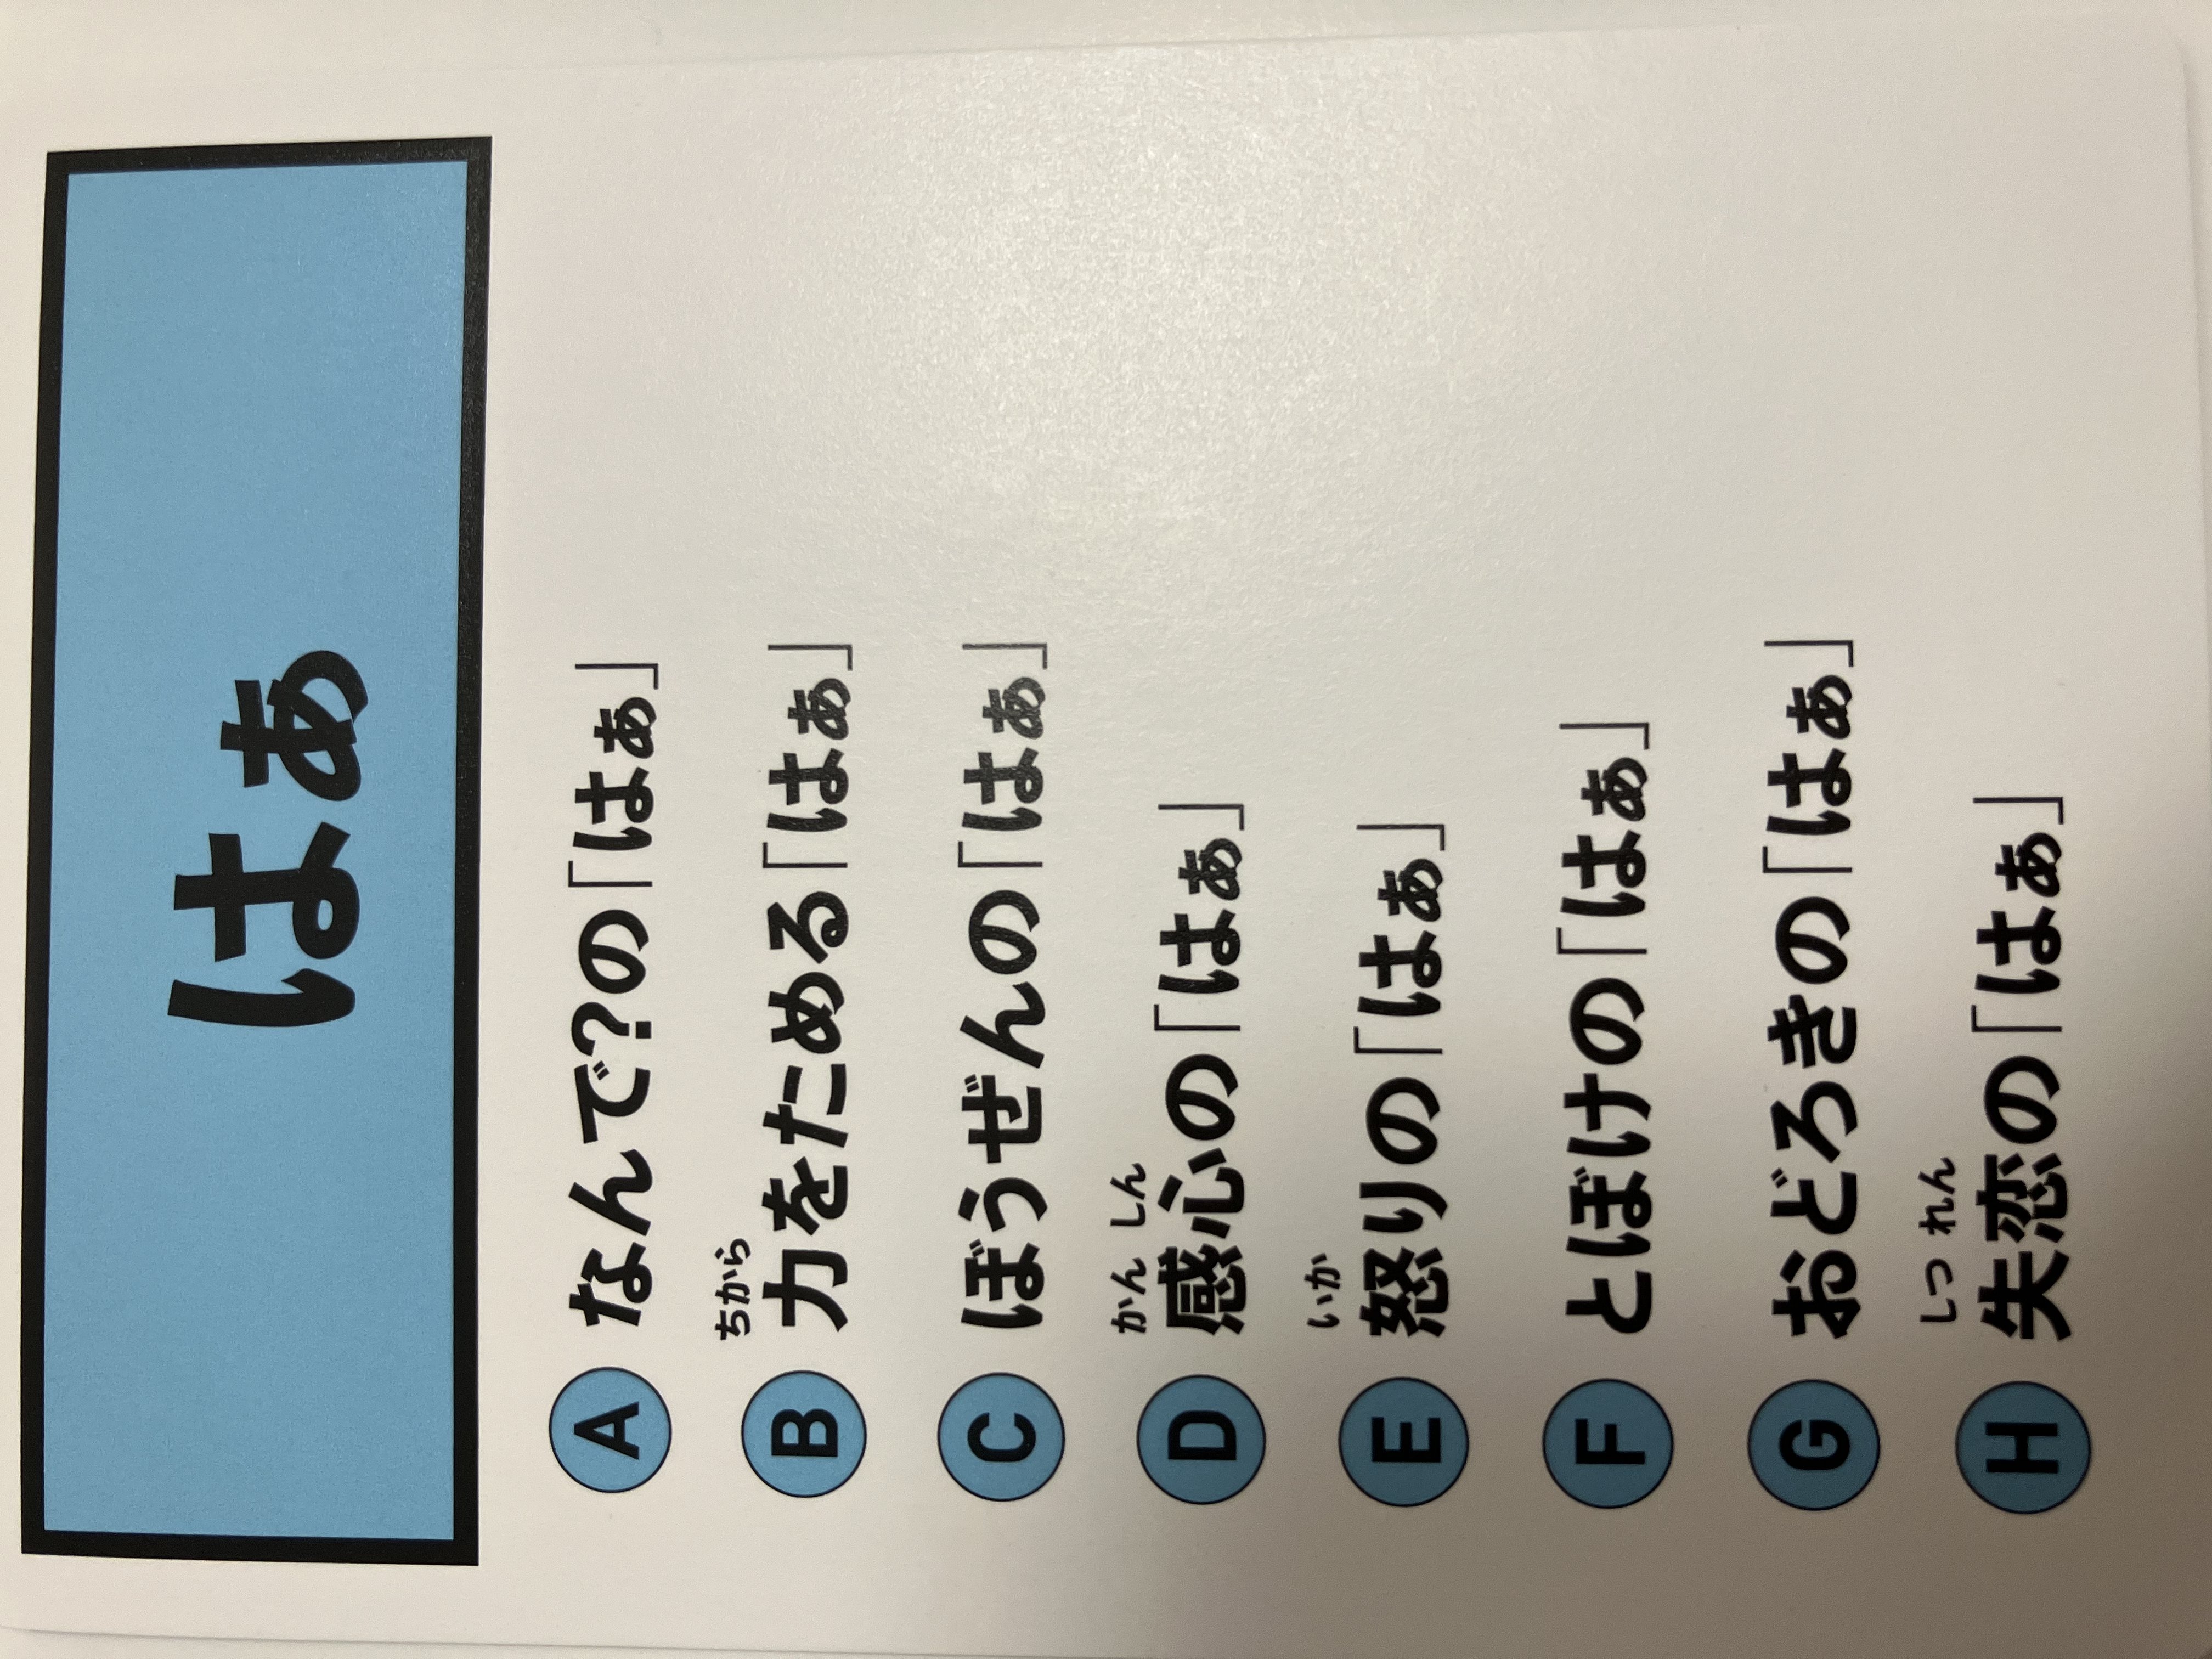 はぁ
A なんで?の「はぁ」
ちから
B 力をためる「はぁ」
C ぼうぜんの「はぁ」
かん しん
D 感心の「はぁ」
いか
E 怒りの「はぁ」
F とぼけの「はぁ」
G おどろきの「はぁ」
しつ れん
H 失恋の「はぁ」